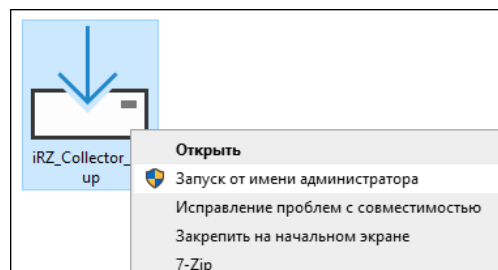 Открыть
iRZ_Collector_
Запуск от имени администратора
up
Исправление проблем с совместимостью
Закрепить на начальном экране
7-Zip